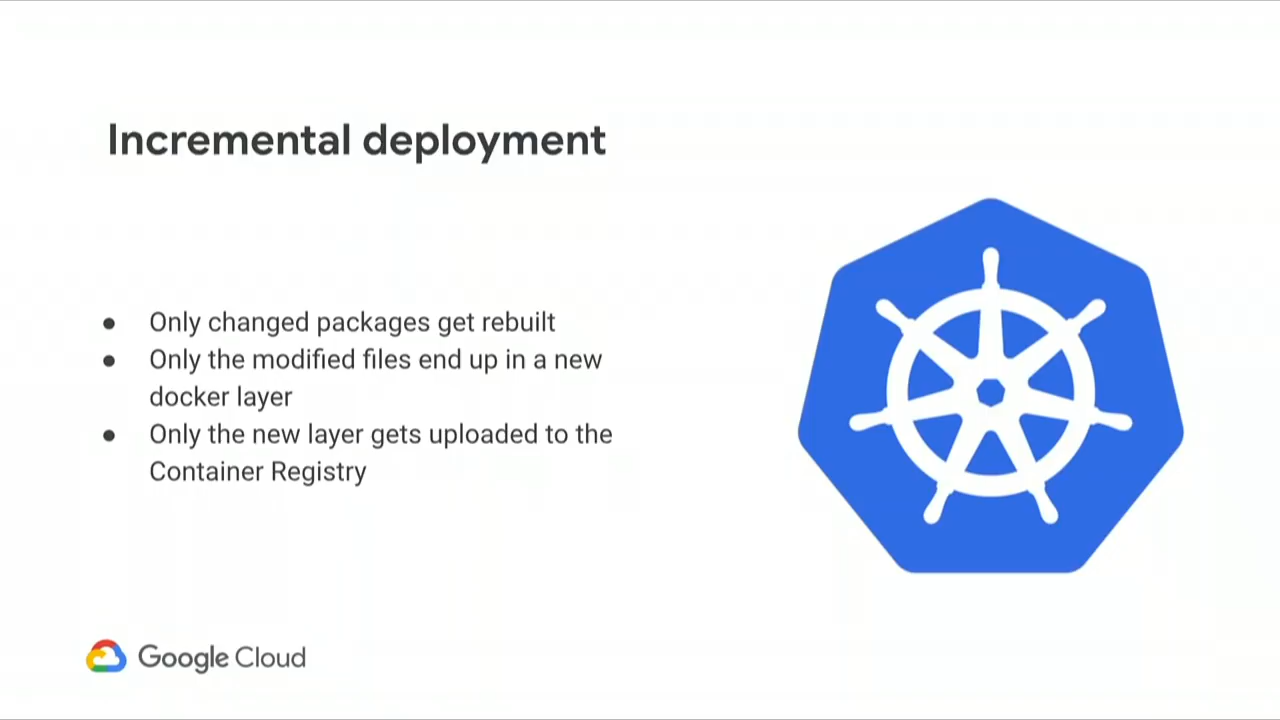 Incremental deployment
● Only changed packages get rebuilt
● Only the modified files end up in a new
docker layer
● Only the new layer gets uploaded to the
Container Registry
Google Cloud